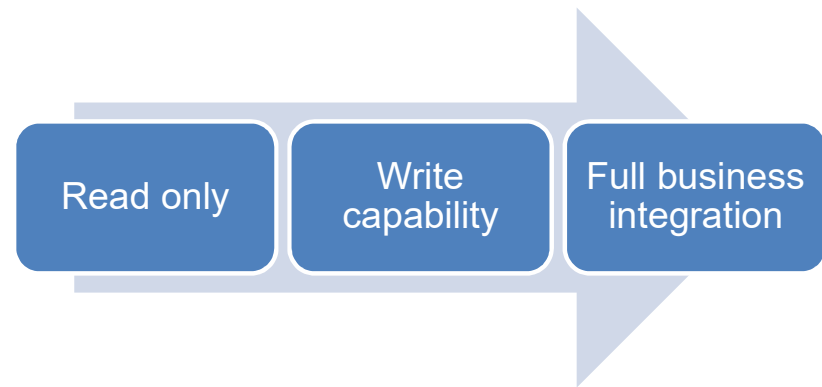 Read only
Write
capability
Full business
integration